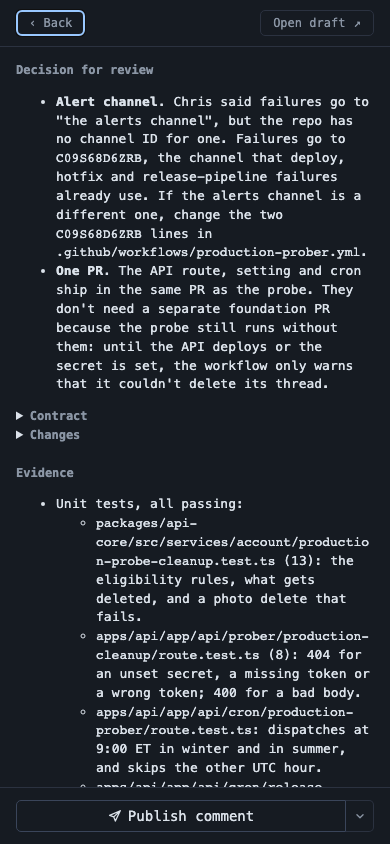 ‹ Back
Open draft ↗
Decision for review
• Alert channel. Chris said failures go to
"the alerts channel", but the repo has
no channel ID for one. Failures go to
C09S68D6ZRB, the channel that deploy,
hotfix and release-pipeline failures
already use. If the alerts channel is a
different one, change the two
C09S68D6ZRB lines in
.github/workflows/production-prober.yml.
• One PR. The API route, setting and cron
ship in the same PR as the probe. They
don't need a separate foundation PR
because the probe still runs without
them: until the API deploys or the
secret is set, the workflow only warns
that it couldn't delete its thread.
▶ Contract
▶ Changes
Evidence
• Unit tests, all passing:
◦ packages/api-
core/src/services/account/productio
n-probe-cleanup.test.ts (13): the
eligibility rules, what gets
deleted, and a photo delete that
fails.
◦ apps/api/app/api/prober/production-
cleanup/route.test.ts (8): 404 for
an unset secret, a missing token or
a wrong token; 400 for a bad body.
◦ apps/api/app/api/cron/production-
prober/route.test.ts: dispatches at
9:00 ET in winter and in summer,
and skips the other UTC hour.
◦ apps/api/app/api/cron/release-
Publish comment